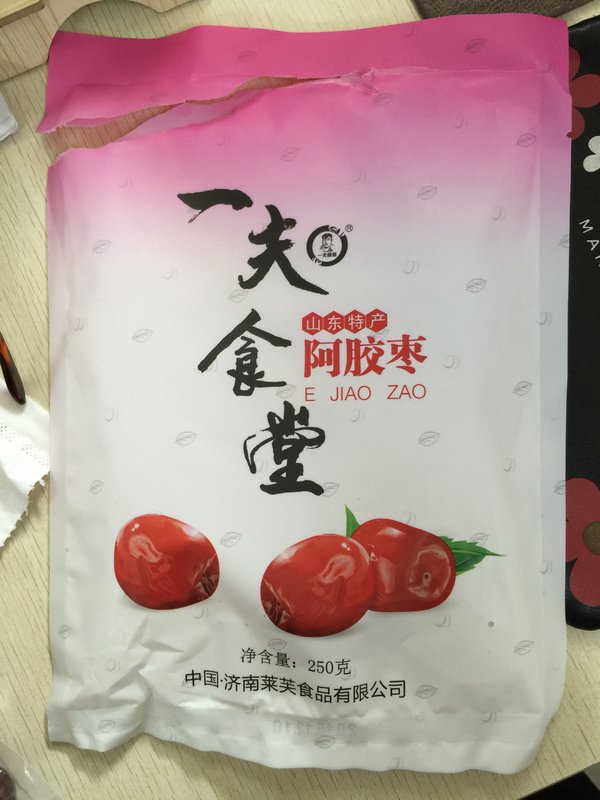 一夫食堂
®
山东特产
阿胶枣
E JIAO ZAO
净含量：250克
中国·济南莱芙食品有限公司